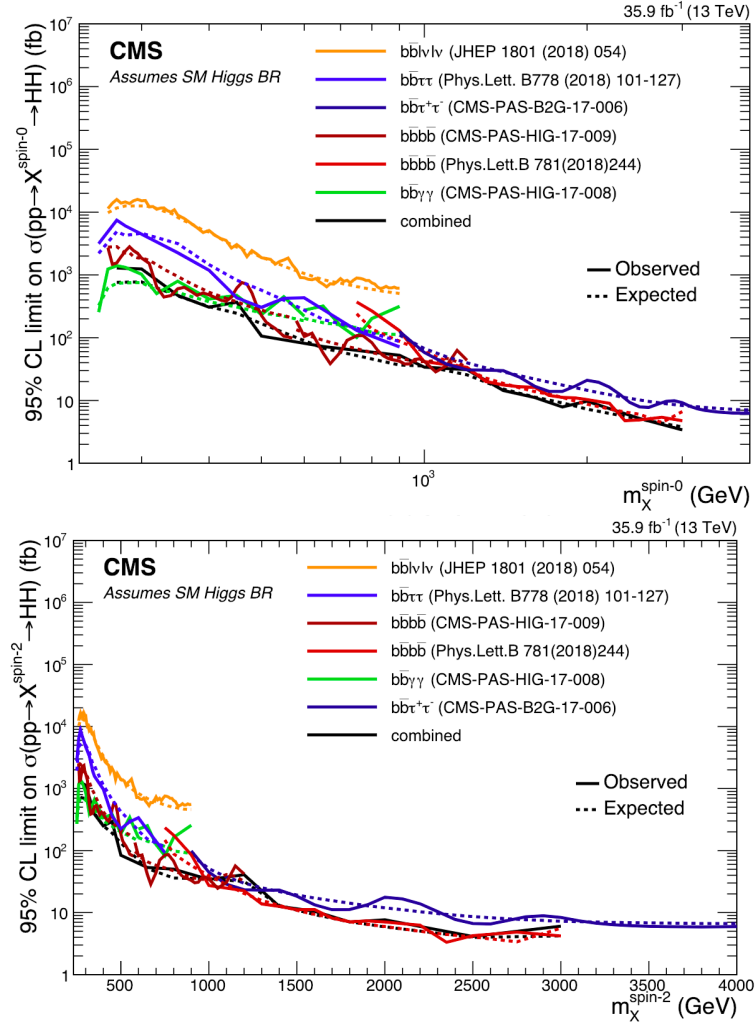 35.9 fb⁻¹ (13 TeV)
95% CL limit on σ(pp→X^spin-0→HH) (fb)
10⁷
10⁶
10⁵
10⁴
10³
10²
10
1
CMS
Assumes SM Higgs BR
bb̅lνlν (JHEP 1801 (2018) 054)
bb̅ττ (Phys.Lett. B778 (2018) 101-127)
bb̅τ⁺τ⁻ (CMS-PAS-B2G-17-006)
bb̅bb̅ (CMS-PAS-HIG-17-009)
bb̅bb̅ (Phys.Lett.B 781(2018)244)
bb̅γγ (CMS-PAS-HIG-17-008)
combined
Observed
Expected
10³
m_X^spin-0 (GeV)
35.9 fb⁻¹ (13 TeV)
95% CL limit on σ(pp→X^spin-2→HH) (fb)
10⁷
10⁶
10⁵
10⁴
10³
10²
10
1
CMS
Assumes SM Higgs BR
bb̅lνlν (JHEP 1801 (2018) 054)
bb̅ττ (Phys.Lett. B778 (2018) 101-127)
bb̅bb̅ (CMS-PAS-HIG-17-009)
bb̅bb̅ (Phys.Lett.B 781(2018)244)
bb̅γγ (CMS-PAS-HIG-17-008)
bb̅τ⁺τ⁻ (CMS-PAS-B2G-17-006)
combined
Observed
Expected
500 1000 1500 2000 2500 3000 3500 4000
m_X^spin-2 (GeV)